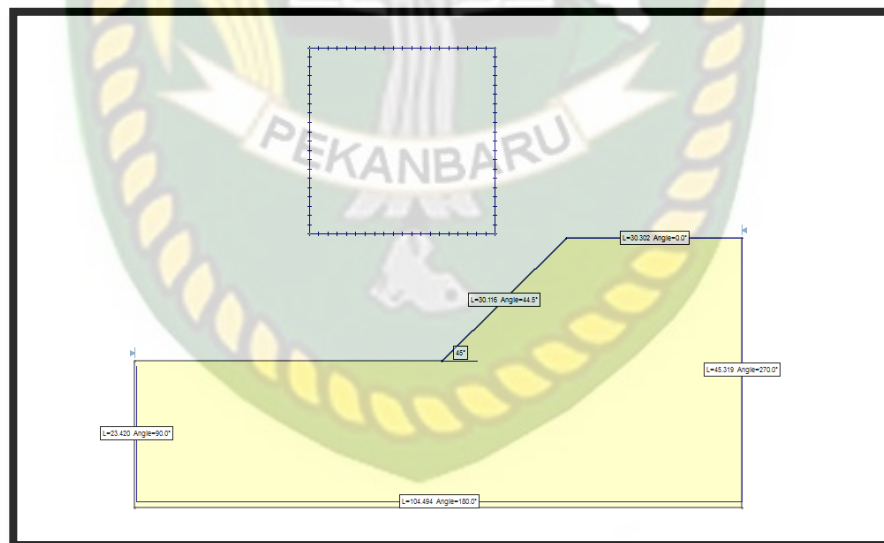 PEKANBARU
L=30.302 Angle=0.0°
L=30.116 Angle=44.5°
45°
L=45.319 Angle=270.0°
L=23.420 Angle=90.0°
L=104.494 Angle=180.0°